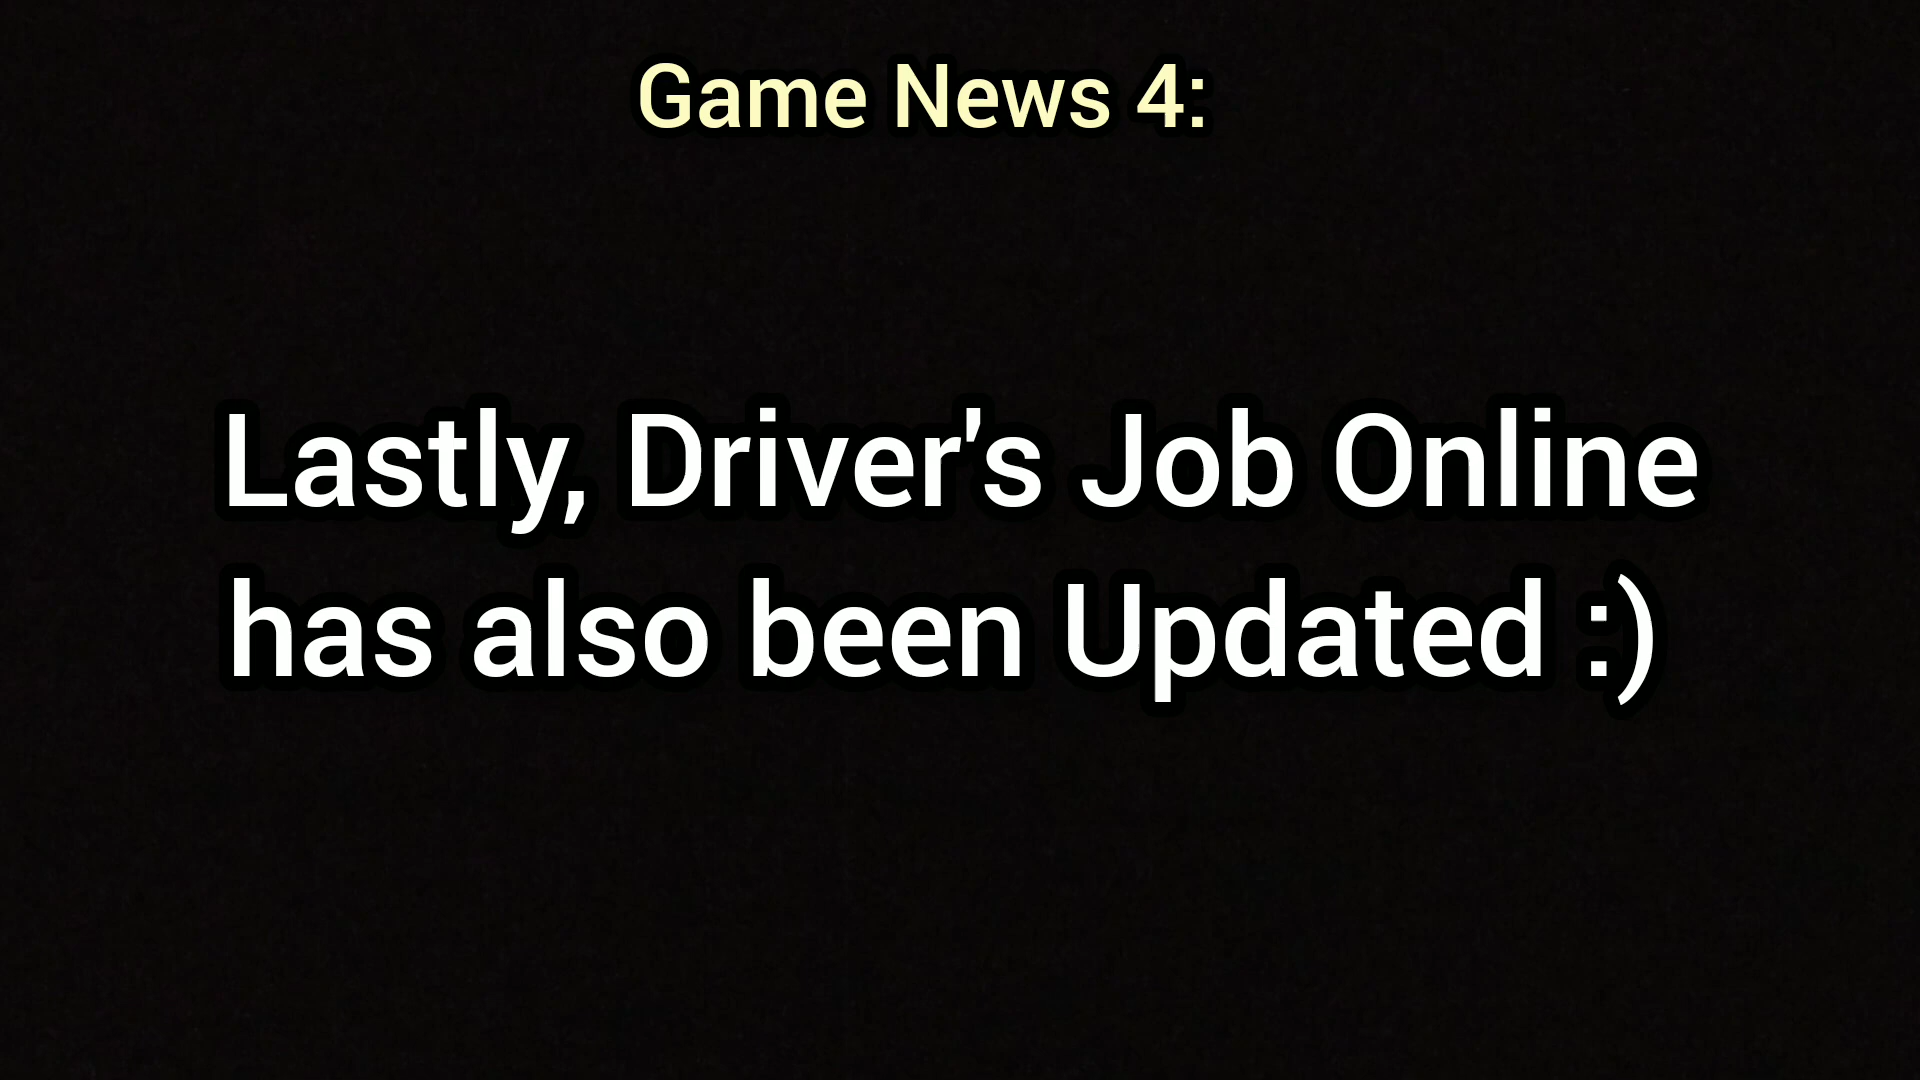 Game News 4:
Lastly, Driver's Job Online
has also been Updated :)